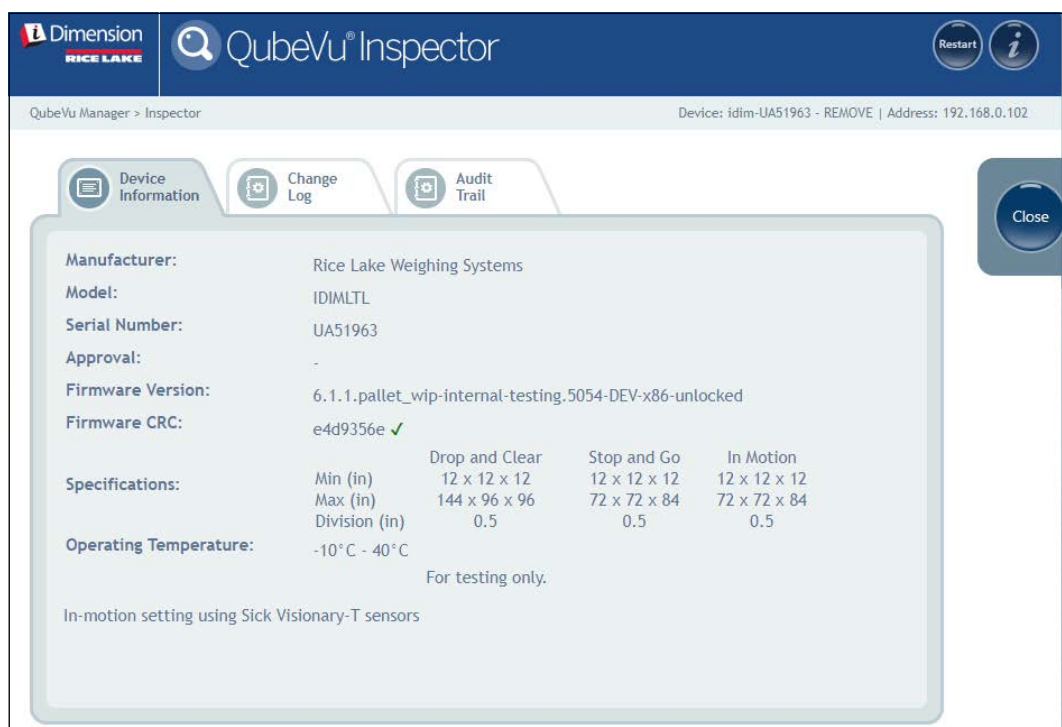 iDimension
RICE LAKE
QubeVu® Inspector
Restart
i
QubeVu Manager > Inspector
Device: idim-UA51963 - REMOVE | Address: 192.168.0.102
Device Information
Change Log
Audit Trail
Close
Manufacturer: Rice Lake Weighing Systems
Model: IDIMLTL
Serial Number: UA51963
Approval: -
Firmware Version: 6.1.1.pallet_wip-internal-testing.5054-DEV-x86-unlocked
Firmware CRC: e4d9356e ✓
Drop and Clear Stop and Go In Motion
Specifications:
Min (in) 12 x 12 x 12 12 x 12 x 12 12 x 12 x 12
Max (in) 144 x 96 x 96 72 x 72 x 84 72 x 72 x 84
Division (in) 0.5 0.5 0.5
Operating Temperature: -10°C - 40°C
For testing only.
In-motion setting using Sick Visionary-T sensors